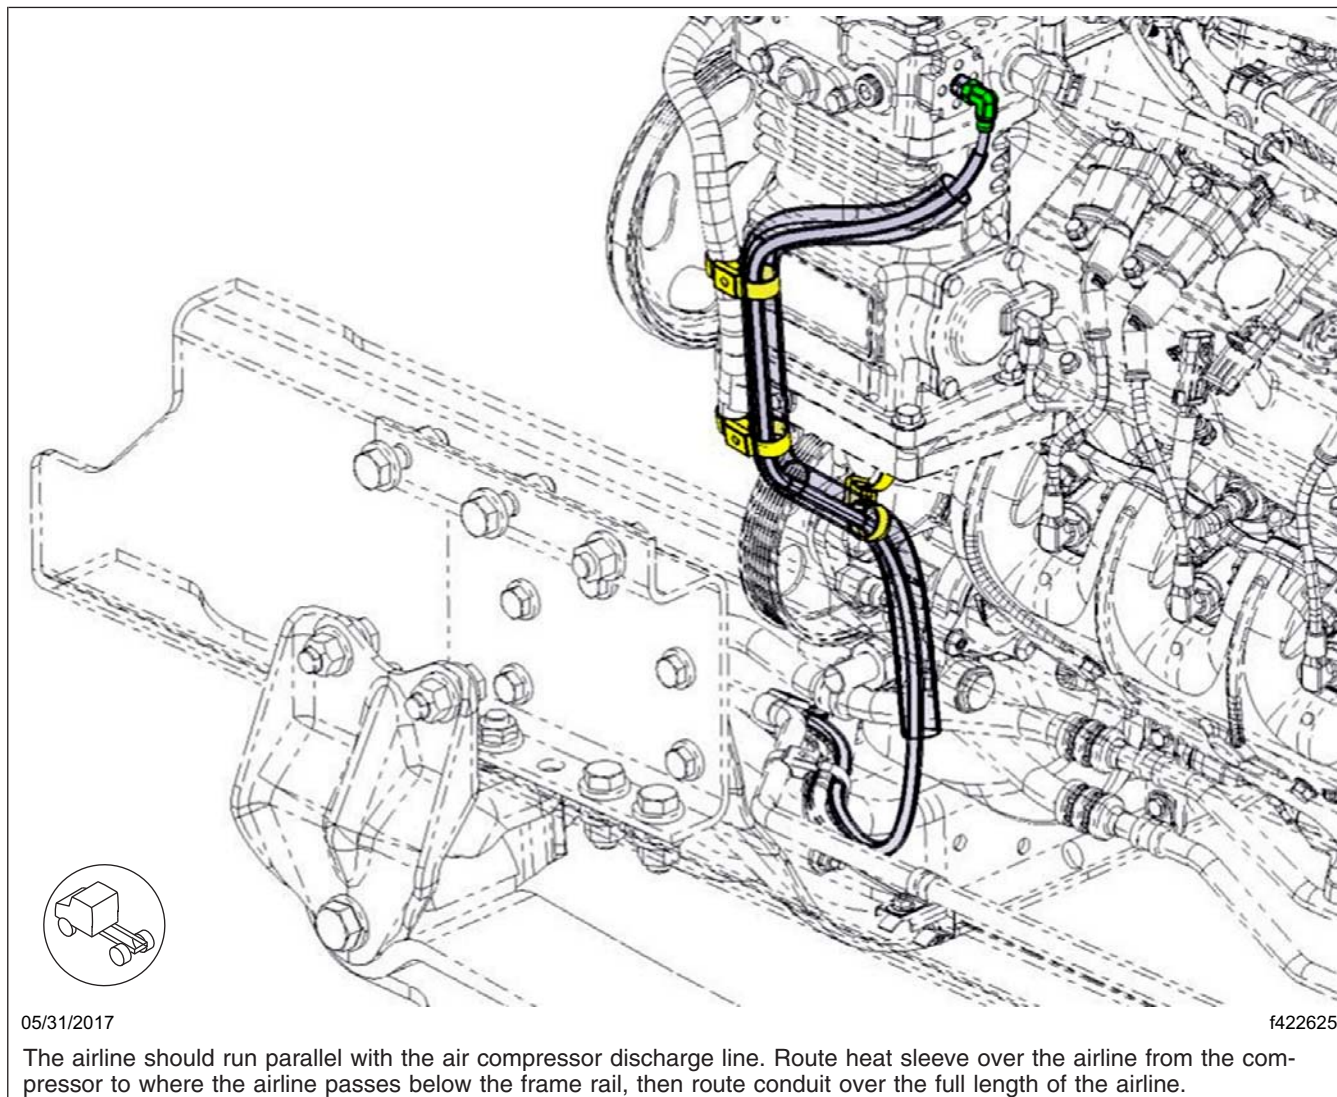 05/31/2017
f422625
The airline should run parallel with the air compressor discharge line. Route heat sleeve over the airline from the com-
pressor to where the airline passes below the frame rail, then route conduit over the full length of the airline.